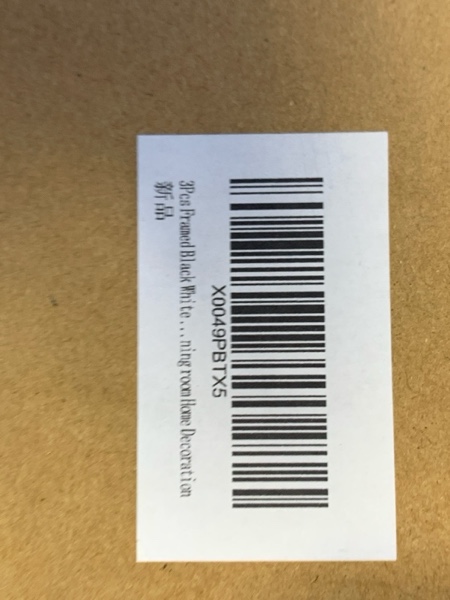 X0049PBTX5
3Pcs Framed Black White...ning room Home Decoration
新品